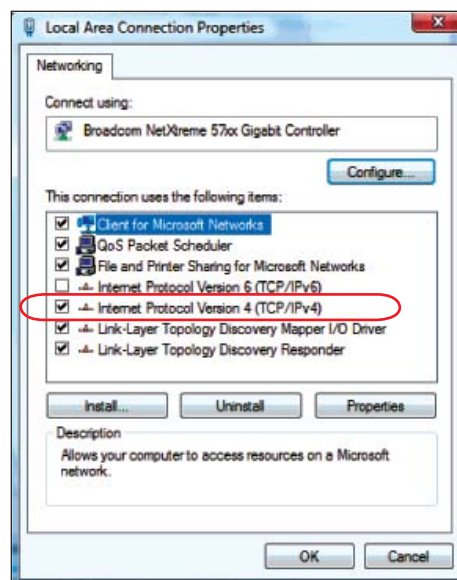 Local Area Connection Properties
Networking
Connect using:
Broadcom NetXtreme 57xx Gigabit Controller
Configure...
This connection uses the following items:
Client for Microsoft Networks
QoS Packet Scheduler
File and Printer Sharing for Microsoft Networks
Internet Protocol Version 6 (TCP/IPv6)
Internet Protocol Version 4 (TCP/IPv4)
Link-Layer Topology Discovery Mapper I/O Driver
Link-Layer Topology Discovery Responder
Install... Uninstall Properties
Description
Allows your computer to access resources on a Microsoft
network.
OK Cancel